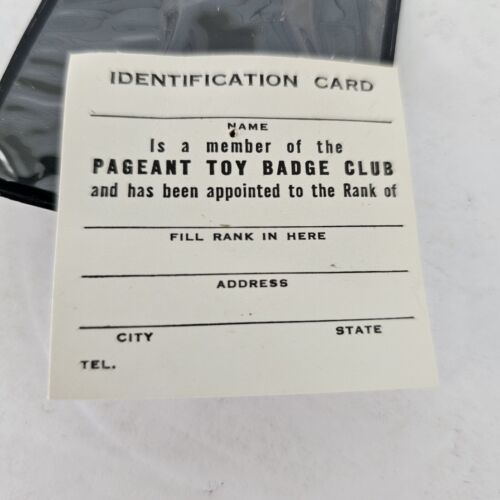 IDENTIFICATION CARD
NAME
Is a member of the
PAGEANT TOY BADGE CLUB
and has been appointed to the Rank of
FILL RANK IN HERE
ADDRESS
CITY STATE
TEL.